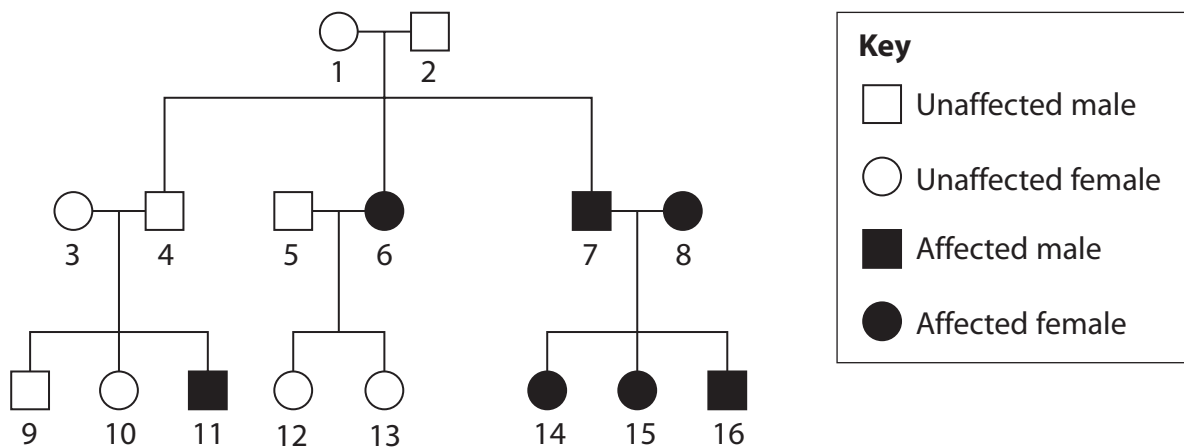 1 2
3 4 5 6 7 8
9 10 11 12 13 14 15 16
Key
Unaffected male
Unaffected female
Affected male
Affected female